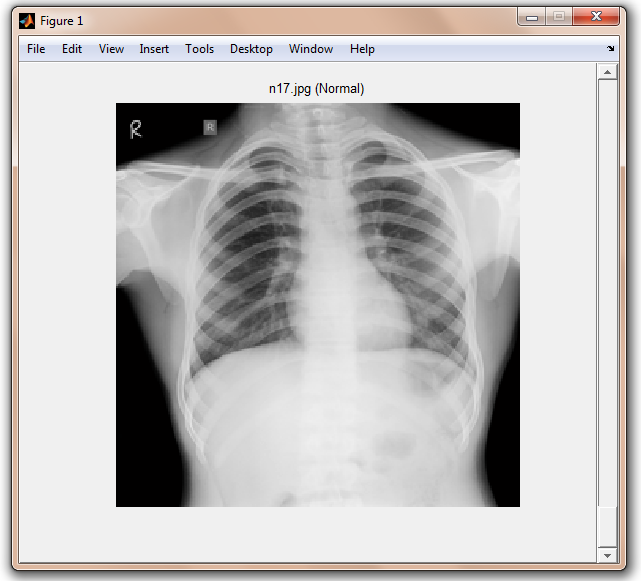 Figure 1
File Edit View Insert Tools Desktop Window Help
n17.jpg (Normal)
R
R